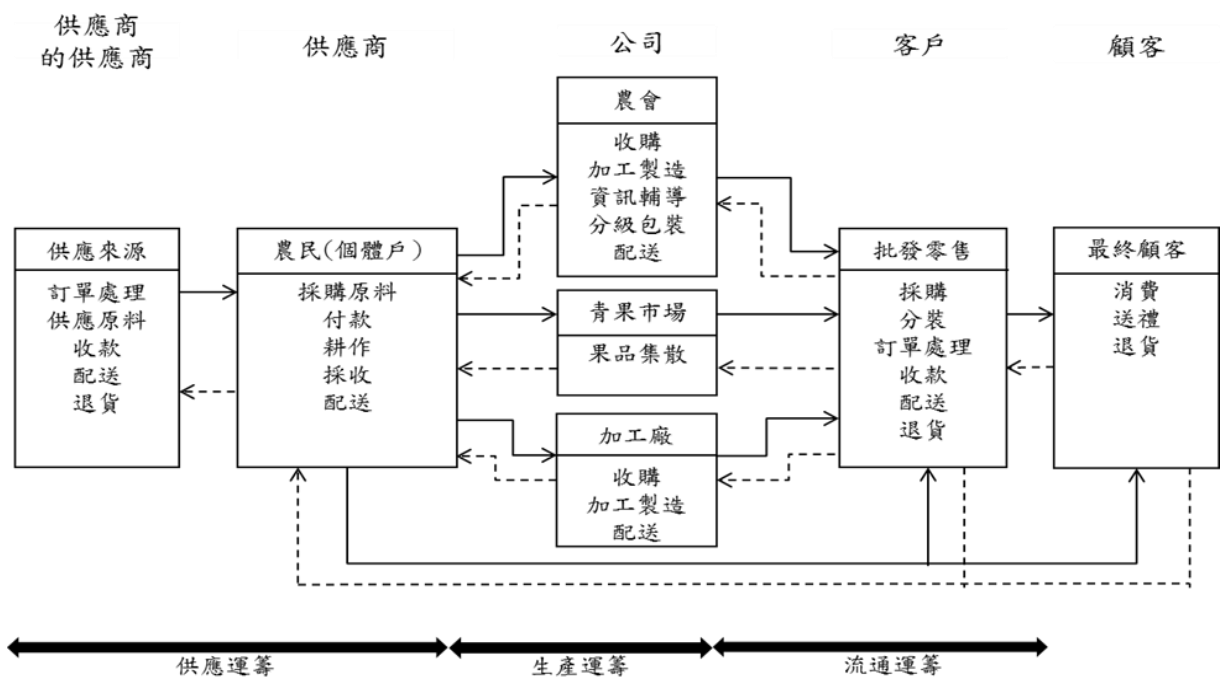 供應商
的供應商
供應商
公司
客戶
顧客
供應來源
訂單處理
供應原料
收款
配送
退貨
農民(個體戶)
採購原料
付款
耕作
採收
配送
農會
收購
加工製造
資訊輔導
分級包裝
配送
青果市場
果品集散
加工廠
收購
加工製造
配送
批發零售
採購
分裝
訂單處理
收款
配送
退貨
最終顧客
消費
送禮
退貨
供應運籌
生產運籌
流通運籌